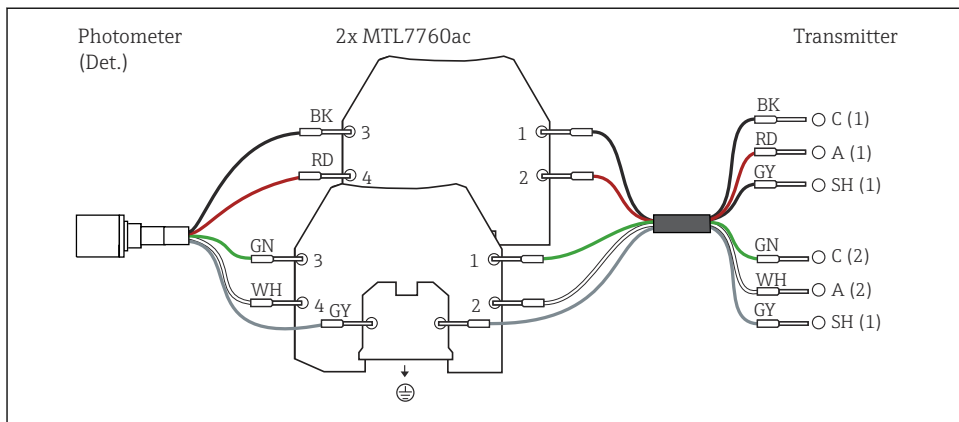 Photometer
(Det.)
2x MTL7760ac
Transmitter
BK
3
1
BK
C (1)
RD
A (1)
RD
4
2
GY
SH (1)
GN
3
1
GN
C (2)
WH
4
2
WH
A (2)
GY
GY
SH (1)